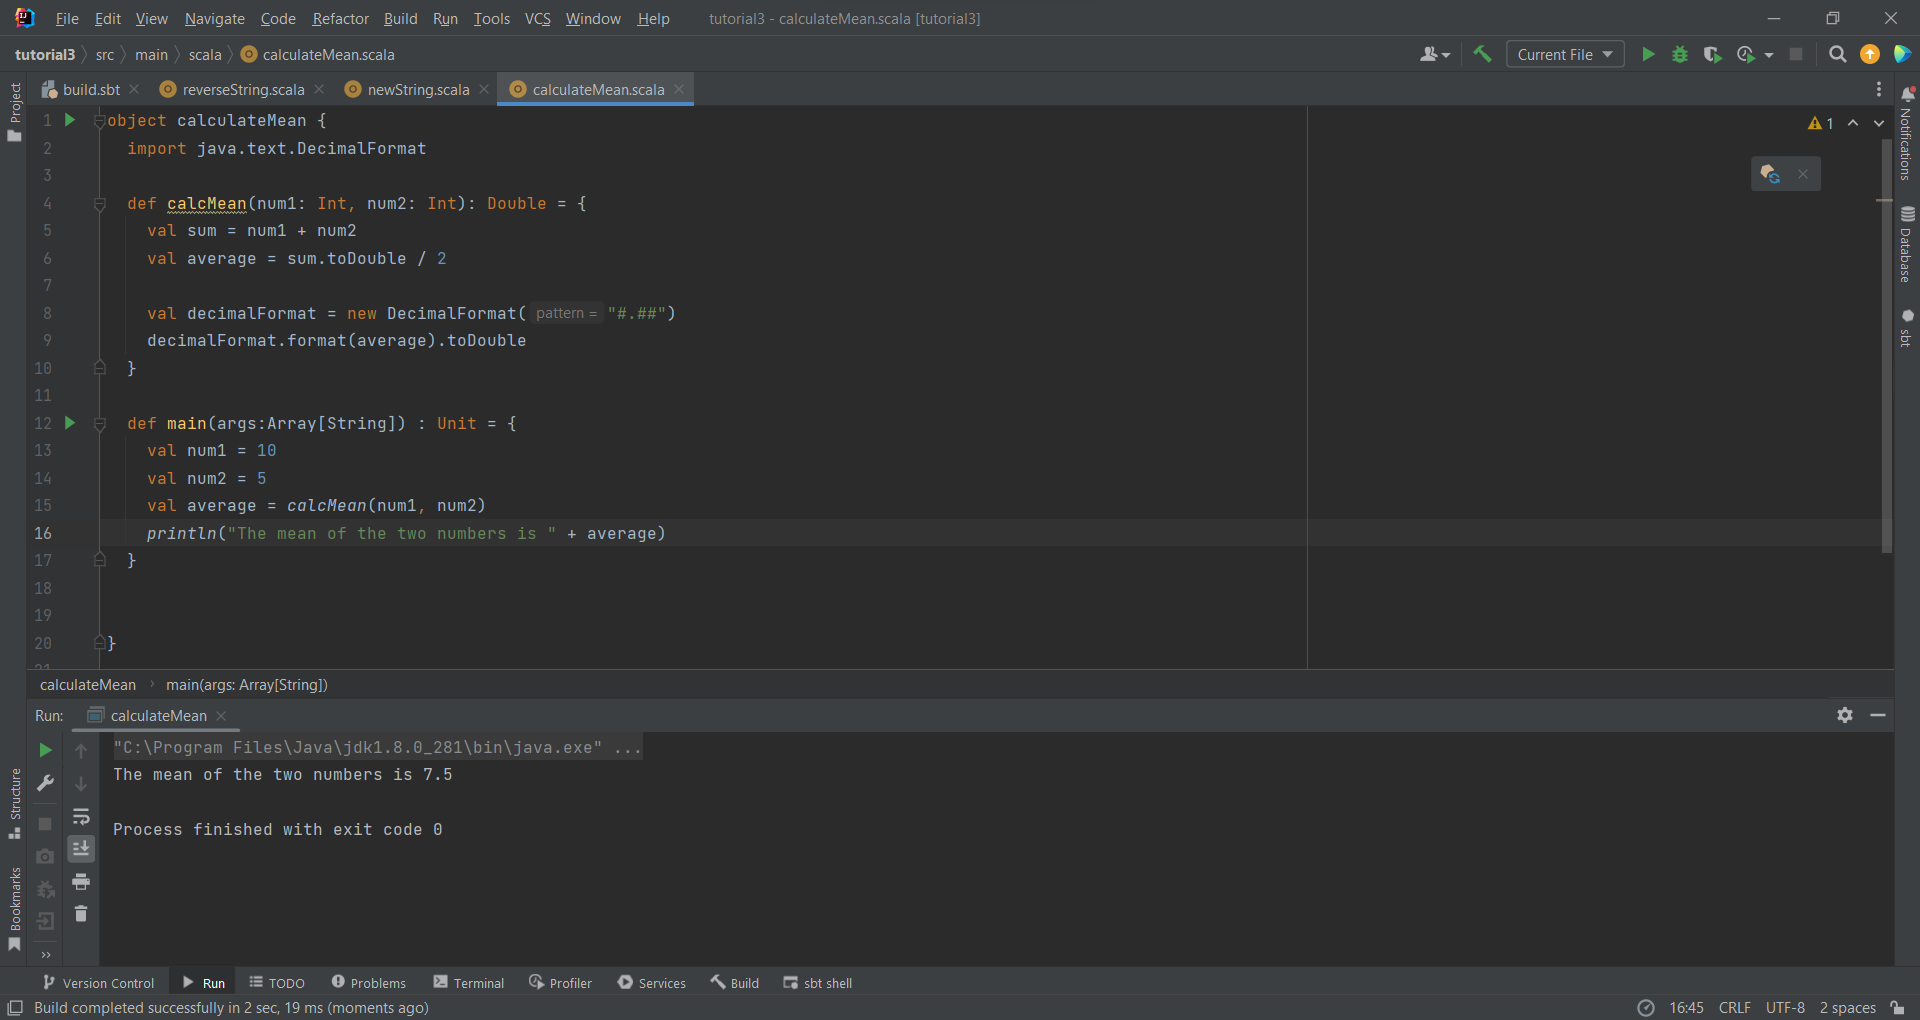 File Edit View Navigate Code Refactor Build Run Tools VCS Window Help tutorial3 - calculateMean.scala [tutorial3]
tutorial3 src main scala calculateMean.scala Current File
build.sbt reverseString.scala newString.scala calculateMean.scala
Project
Notifications
Database
sbt
1 object calculateMean {
1
2 import java.text.DecimalFormat
3
4 def calcMean(num1: Int, num2: Int): Double = {
5 val sum = num1 + num2
6 val average = sum.toDouble / 2
7
8 val decimalFormat = new DecimalFormat( pattern = "#.##")
9 decimalFormat.format(average).toDouble
10 }
11
12 def main(args:Array[String]) : Unit = {
13 val num1 = 10
14 val num2 = 5
15 val average = calcMean(num1, num2)
16 println("The mean of the two numbers is " + average)
17 }
18
19
20 }
21
calculateMean main(args: Array[String])
Run: calculateMean
"C:\Program Files\Java\jdk1.8.0_281\bin\java.exe" ...
The mean of the two numbers is 7.5
Process finished with exit code 0
Structure
Bookmarks
Version Control Run TODO Problems Terminal Profiler Services Build sbt shell
Build completed successfully in 2 sec, 19 ms (moments ago) 16:45 CRLF UTF-8 2 spaces